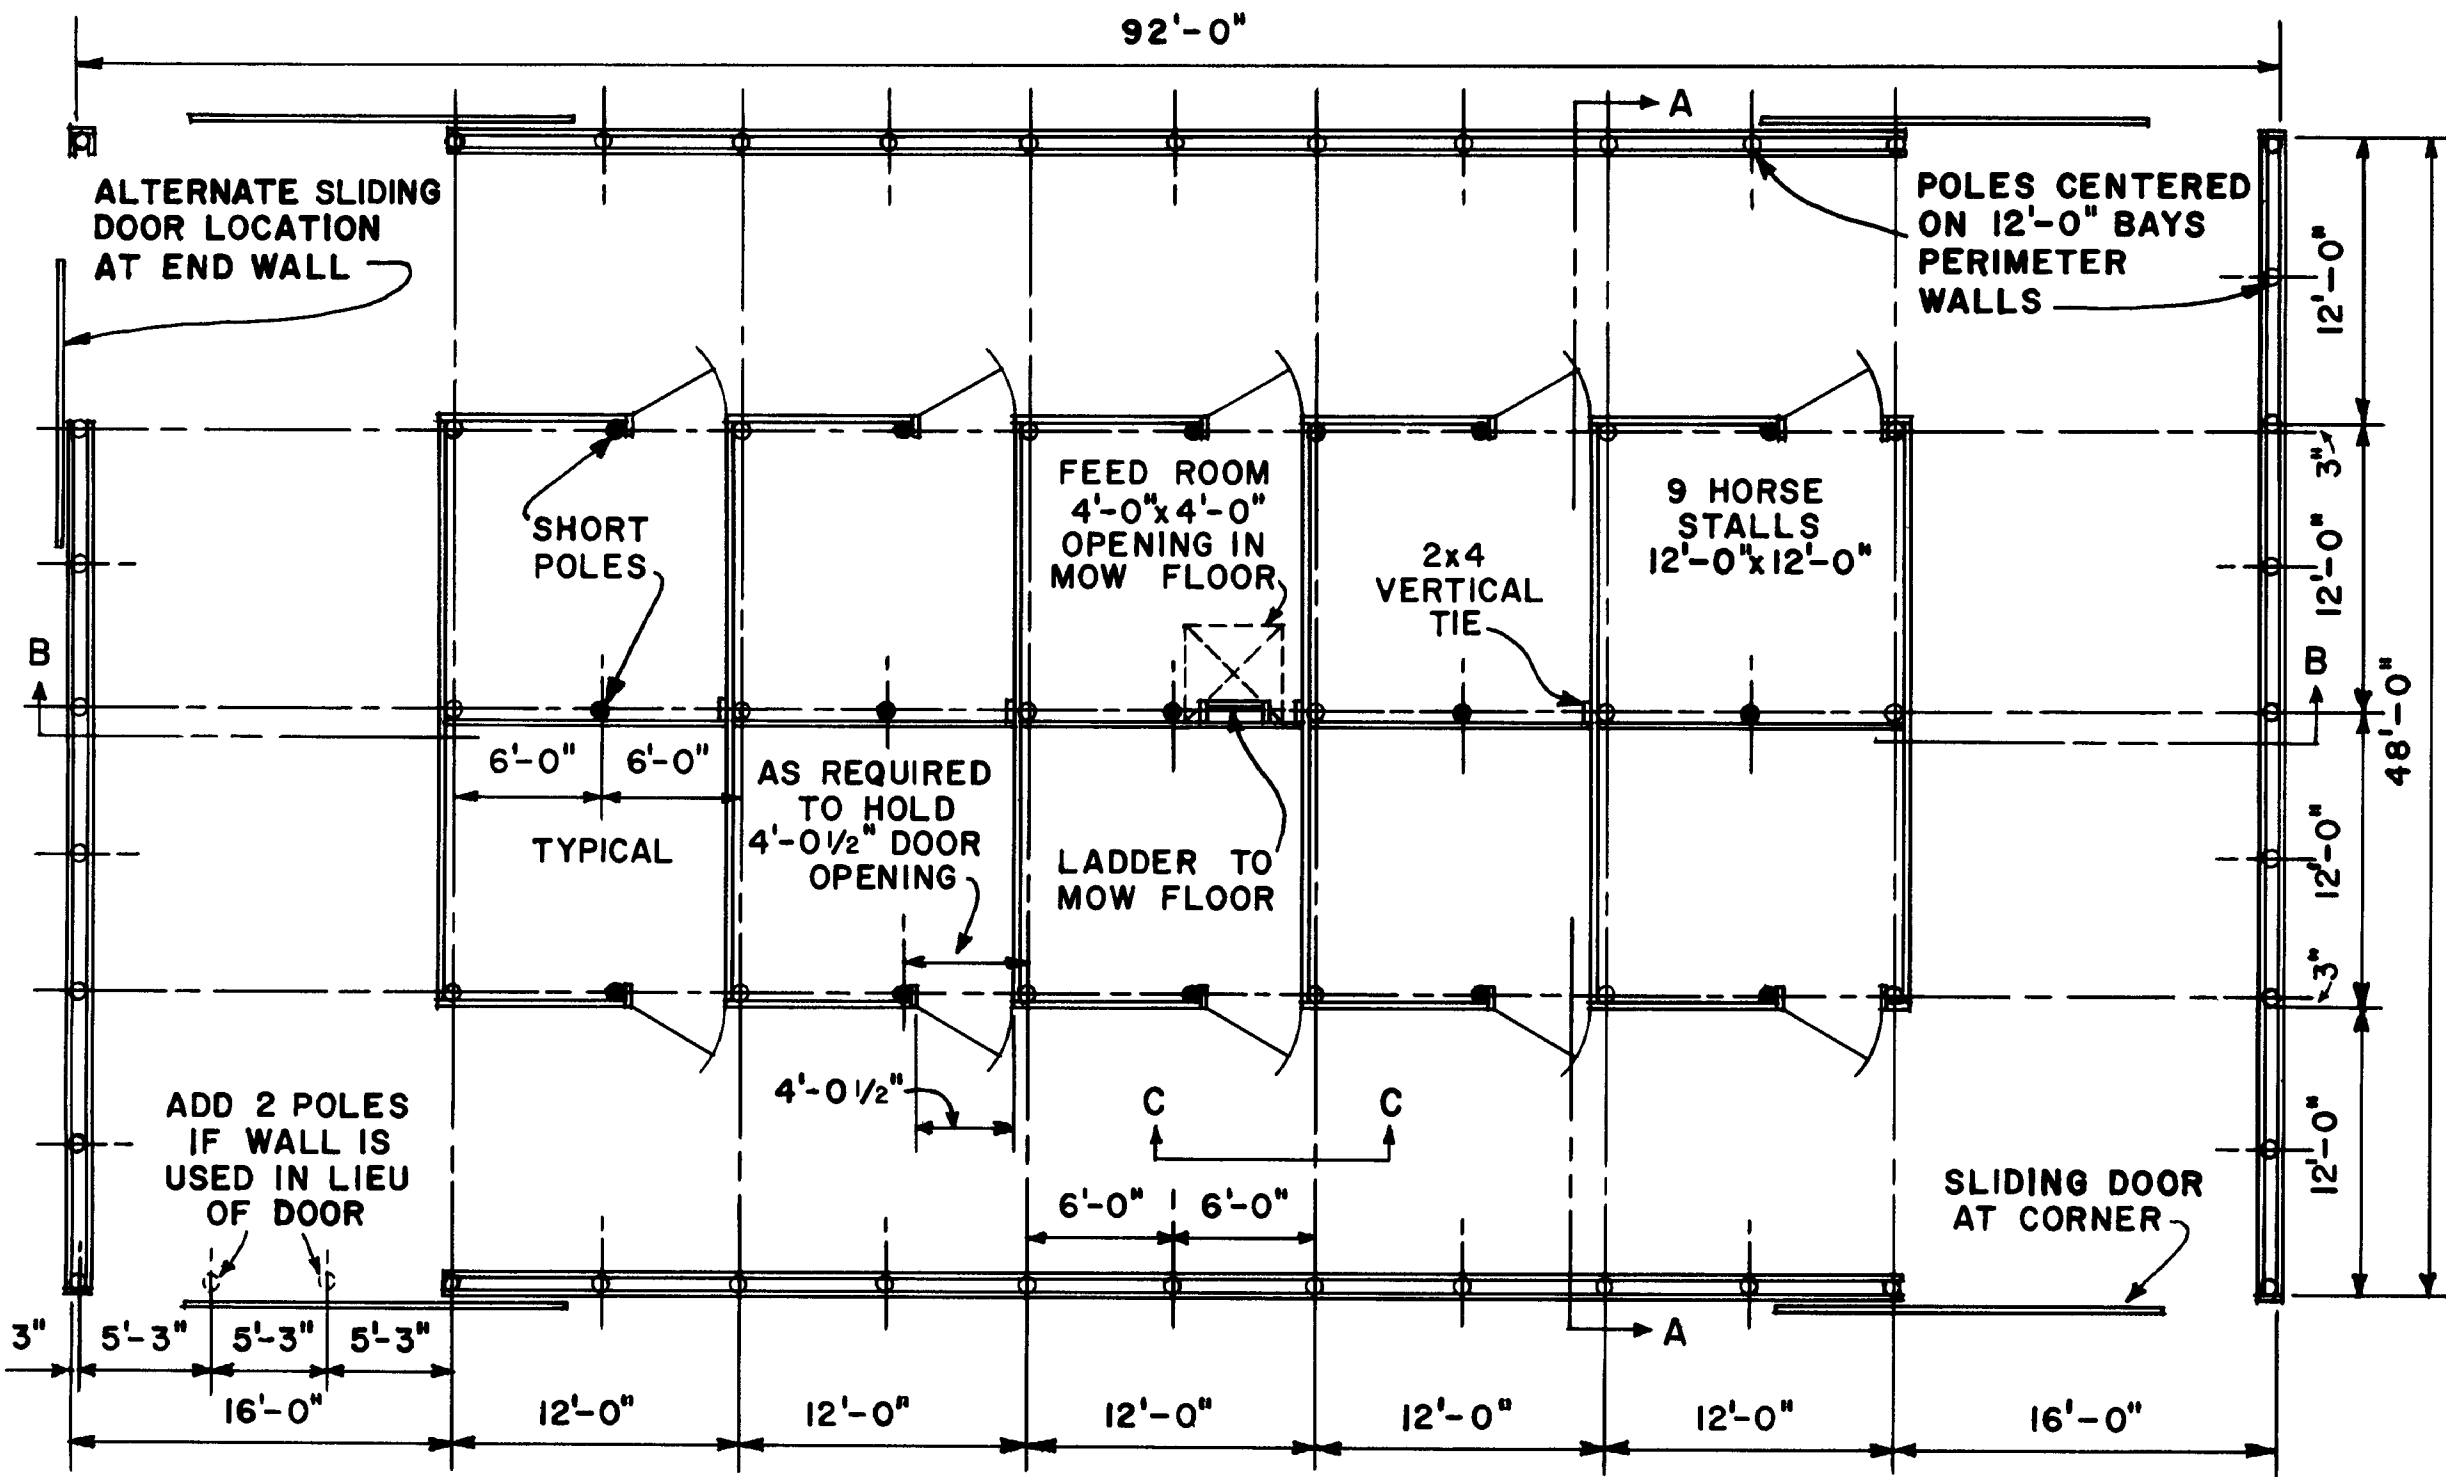 92'-0"
A
ALTERNATE SLIDING
DOOR LOCATION
AT END WALL
POLES CENTERED
ON 12'-0" BAYS
PERIMETER
WALLS
12'-0"
SHORT
POLES
FEED ROOM
4'-0"x4'-0"
OPENING IN
MOW FLOOR
2x4
VERTICAL
TIE
9 HORSE
STALLS
12'-0"x12'-0"
3"
12'-0"
B
B
48'-0"
6'-0"
6'-0"
TYPICAL
AS REQUIRED
TO HOLD
4'-0 1/2" DOOR
OPENING
LADDER TO
MOW FLOOR
12'-0"
3"
4'-0 1/2"
C
C
ADD 2 POLES
IF WALL IS
USED IN LIEU
OF DOOR
6'-0"
6'-0"
12'-0"
SLIDING DOOR
AT CORNER
A
3"
5'-3"
5'-3"
5'-3"
16'-0"
12'-0"
12'-0"
12'-0"
12'-0"
12'-0"
16'-0"